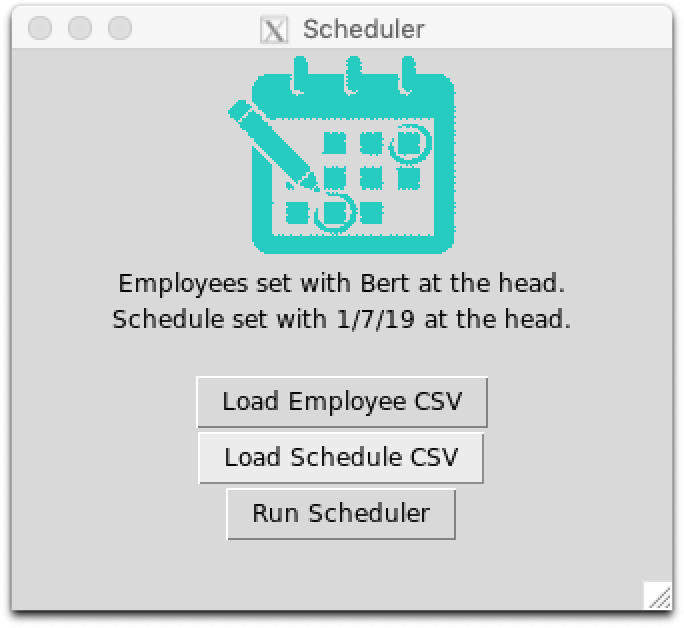 Scheduler
Employees set with Bert at the head.
Schedule set with 1/7/19 at the head.
Load Employee CSV
Load Schedule CSV
Run Scheduler